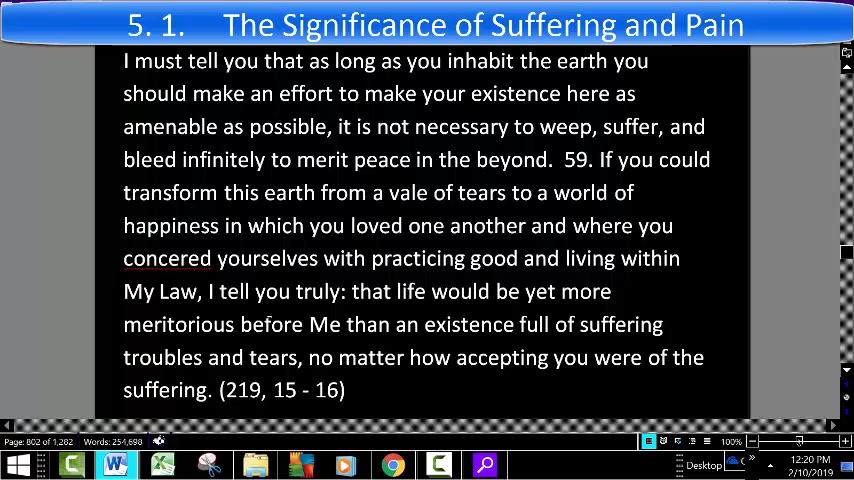 5. 1. The Significance of Suffering and Pain
I must tell you that as long as you inhabit the earth you
should make an effort to make your existence here as
amenable as possible, it is not necessary to weep, suffer, and
bleed infinitely to merit peace in the beyond. 59. If you could
transform this earth from a vale of tears to a world of
happiness in which you loved one another and where you
concered yourselves with practicing good and living within
My Law, I tell you truly: that life would be yet more
meritorious before Me than an existence full of suffering
troubles and tears, no matter how accepting you were of the
suffering. (219, 15 - 16)
Page: 802 of 1,282 Words: 254,698 100%
Desktop
12:20 PM
2/10/2019